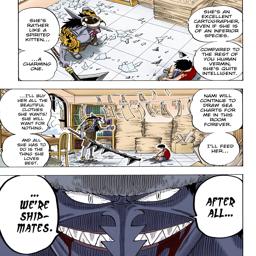 SHE'S
AN
EXCELLENT
CARTOGRAPHER,
EVEN IF
SHE IS OF AN
INFERIOR
SPECIES.
COMPARED
TO THE
REST OF
YOU HUMAN
VERMIN,
SHE'S QUITE
INTELLIGENT.
SHE'S
RATHER
LIKE A
SPIRITED
KITTEN...
...A
CHARMING
ONE.
NAMI WILL
CONTINUE
TO DRAW SEA
CHARTS FOR
ME IN THIS
ROOM
FOREVER.
I'LL FEED
HER...
...I'LL BUY
HER ALL THE
BEAUTIFUL
CLOTHES
SHE WANTS!
SHE WILL
WANT FOR
NOTHING.
AND ALL
SHE HAS TO
DO IS THE
THING SHE
LOVES
BEST.
AFTER
ALL...
...
WE'RE
SHIP-
MATES.